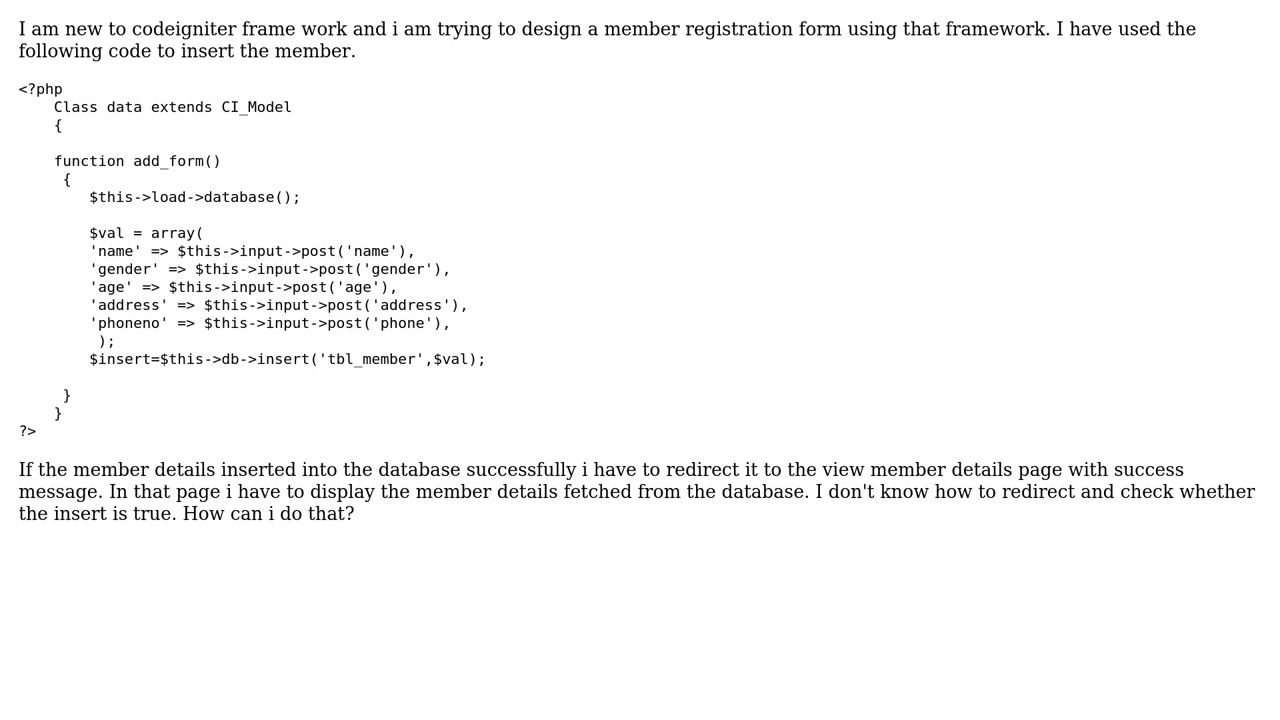 I am new to codeigniter frame work and i am trying to design a member registration form using that framework. I have used the
following code to insert the member.
<?php
    Class data extends CI_Model
    {
    function add_form()
     {
        $this->load->database();
        $val = array(
        'name' => $this->input->post('name'),
        'gender' => $this->input->post('gender'),
        'age' => $this->input->post('age'),
        'address' => $this->input->post('address'),
        'phoneno' => $this->input->post('phone'),
         );
        $insert=$this->db->insert('tbl_member',$val);
     }
    }
?>
If the member details inserted into the database successfully i have to redirect it to the view member details page with success
message. In that page i have to display the member details fetched from the database. I don't know how to redirect and check whether
the insert is true. How can i do that?